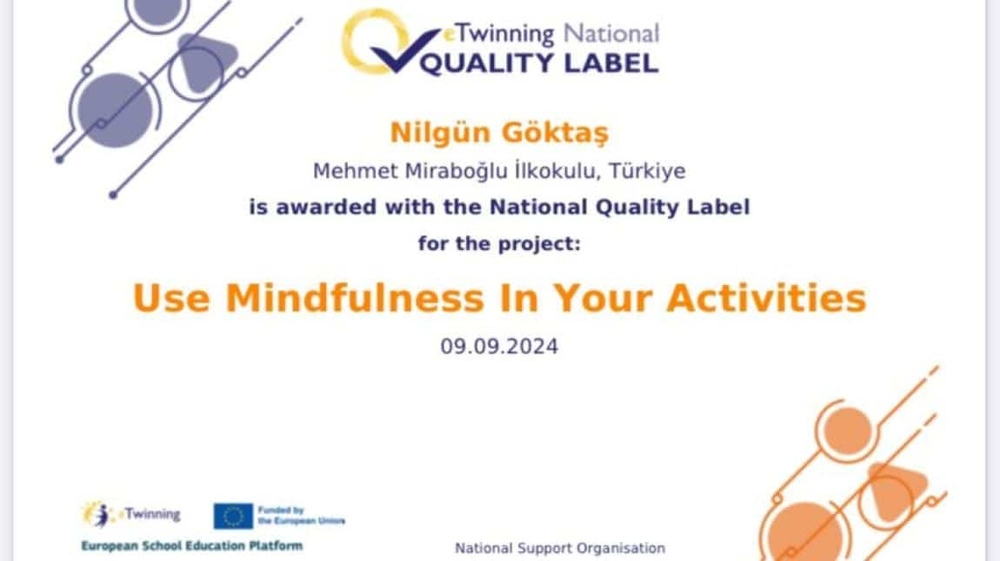 eTwinning National
QUALITY LABEL
Nilgün Göktaş
Mehmet Miraboğlu İlkokulu, Türkiye
is awarded with the National Quality Label
for the project:
Use Mindfulness In Your Activities
09.09.2024
eTwinning
Funded by
the European Union
European School Education Platform
National Support Organisation